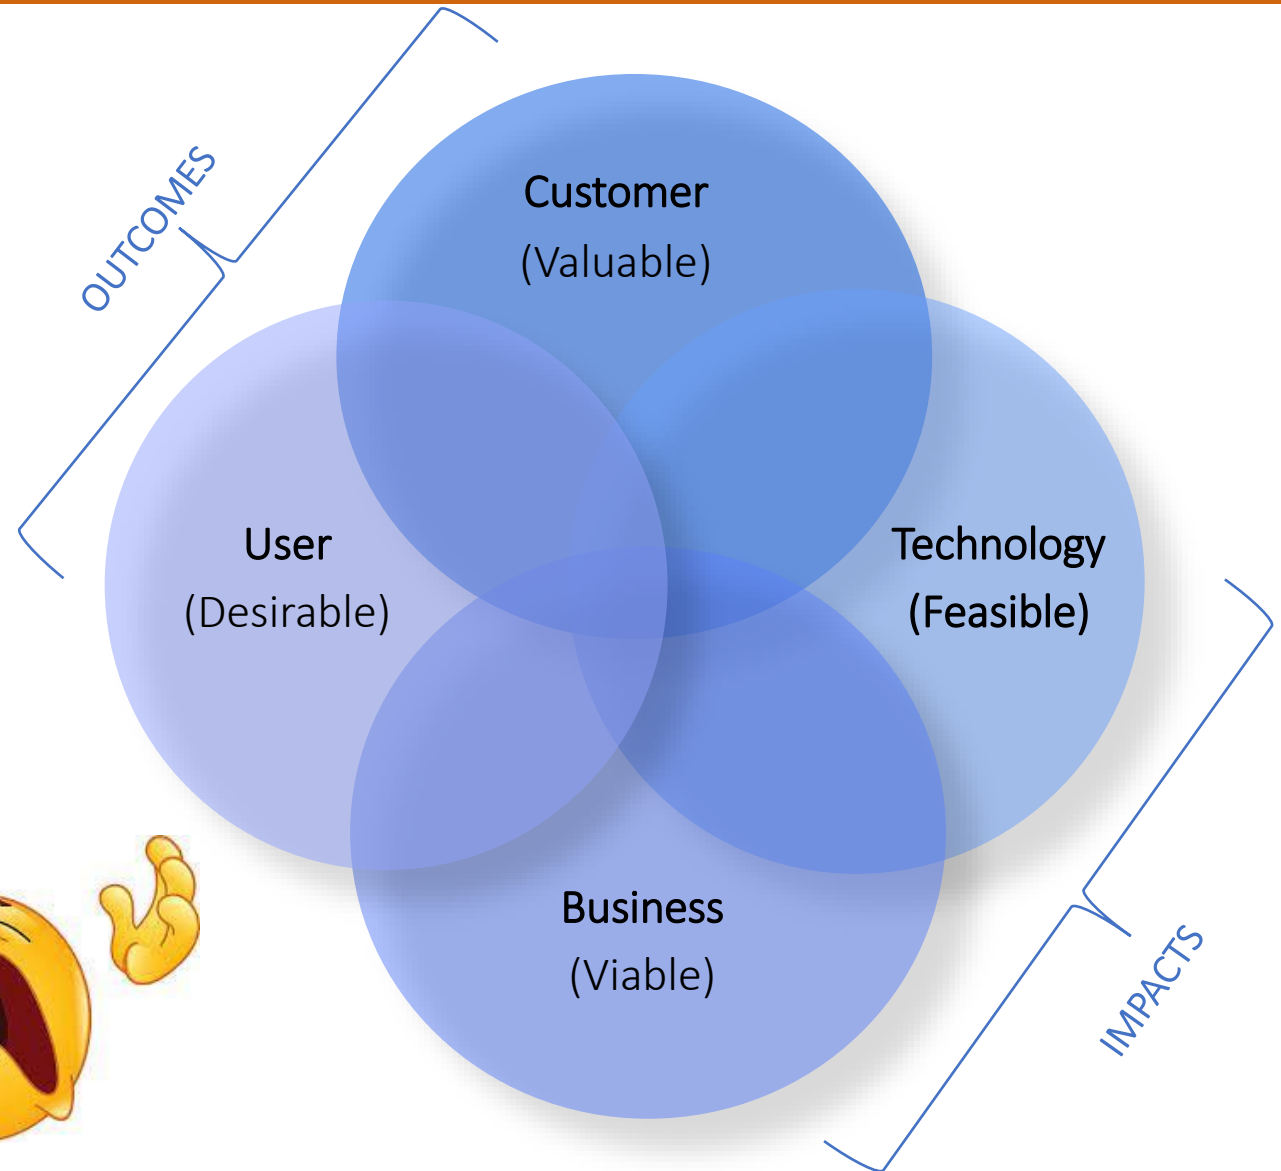 OUTCOMES
Customer
(Valuable)
User
(Desirable)
Technology
(Feasible)
Business
(Viable)
IMPACTS